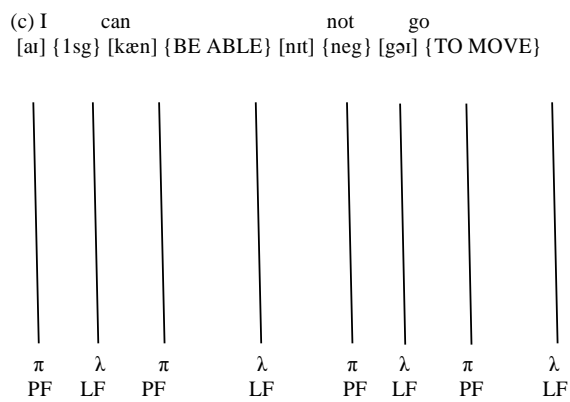 (c) I can not go
[aɪ] {1sg} [kæn] {BE ABLE} [nɪt] {neg} [gəɪ] {TO MOVE}
π λ π λ π λ π λ
PF LF PF LF PF LF PF LF